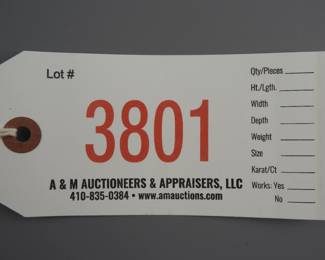 Lot #
3801
A & M AUCTIONEERS & APPRAISERS, LLC
410-835-0384 • www.amauctions.com
Qty/Pieces
Ht./Lgth.
Width
Depth
Weight
Size
Karat/Ct
Works: Yes
No